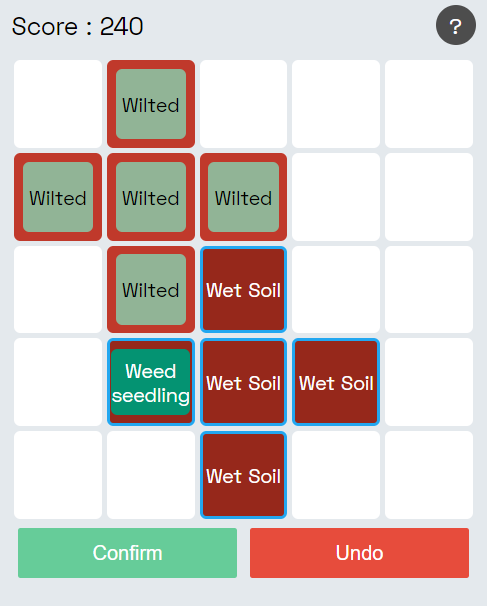 Score : 240
?
Wilted
Wilted Wilted Wilted
Wilted Wet Soil
Weed
seedling Wet Soil Wet Soil
Wet Soil
Confirm Undo